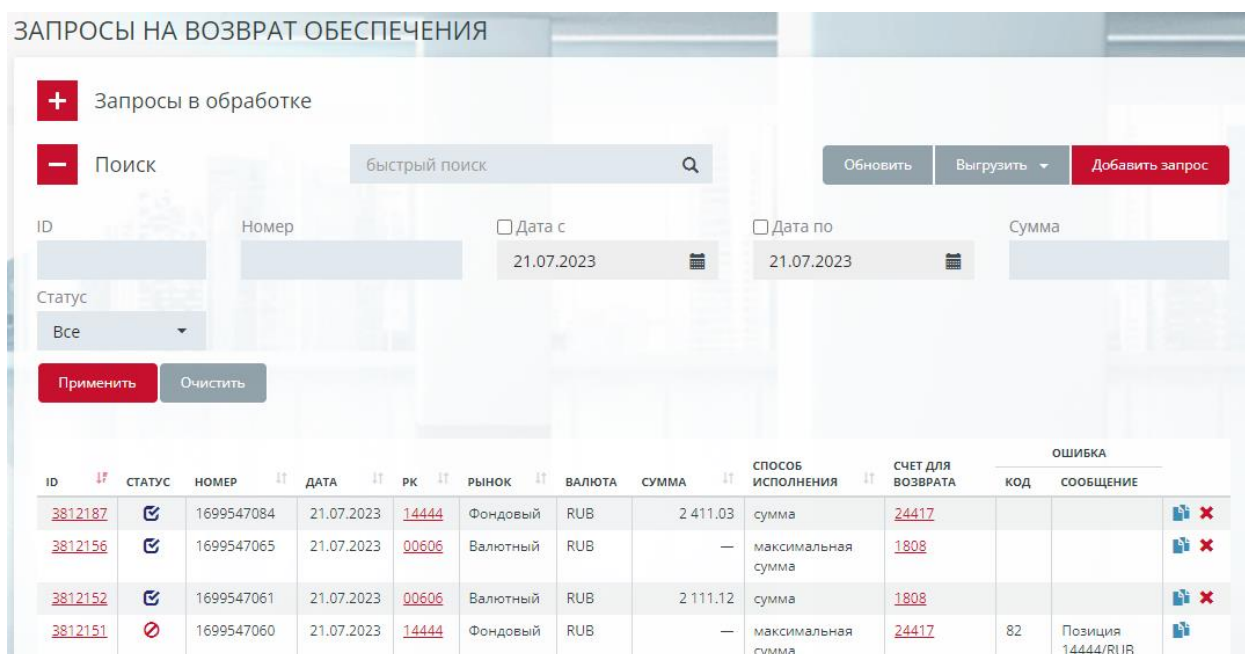 ЗАПРОСЫ НА ВОЗВРАТ ОБЕСПЕЧЕНИЯ
Запросы в обработке
Поиск быстрый поиск Обновить Выгрузить Добавить запрос
ID Номер Дата с Дата по Сумма
21.07.2023 21.07.2023
Статус
Все
Применить Очистить
ОШИБКА
СПОСОБ СЧЕТ ДЛЯ
ID СТАТУС НОМЕР ДАТА РК РЫНОК ВАЛЮТА СУММА ИСПОЛНЕНИЯ ВОЗВРАТА КОД СООБЩЕНИЕ
3812187 1699547084 21.07.2023 14444 Фондовый RUB 2 411.03 сумма 24417
3812156 1699547065 21.07.2023 00606 Валютный RUB — максимальная 1808
сумма
3812152 1699547061 21.07.2023 00606 Валютный RUB 2 111.12 сумма 1808
3812151 1699547060 21.07.2023 14444 Фондовый RUB — максимальная 24417 82 Позиция
сумма 14444/RUB